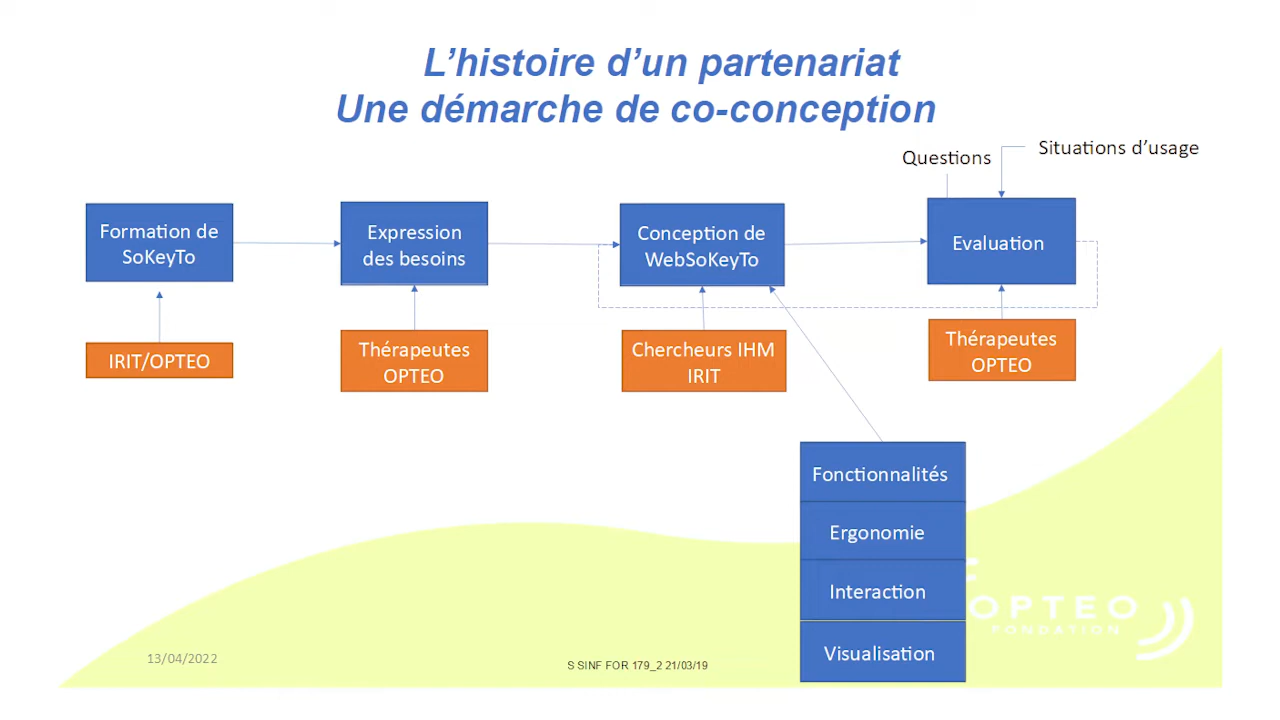 L’histoire d’un partenariat
Une démarche de co-conception
Questions
Situations d’usage
Formation de
SoKeyTo
Expression
des besoins
Conception de
WebSoKeyTo
Evaluation
IRIT/OPTEO
Thérapeutes
OPTEO
Chercheurs IHM
IRIT
Thérapeutes
OPTEO
Fonctionnalités
Ergonomie
Interaction
Visualisation
OPTEO
FONDATION
13/04/2022
S SINF FOR 179_2 21/03/19